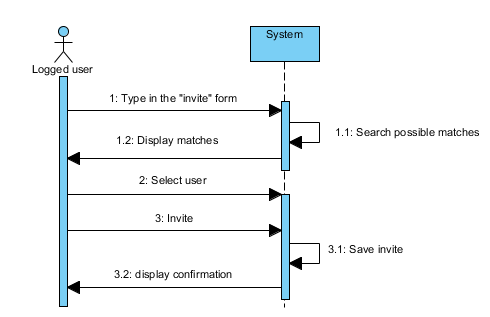 System
Logged user
1: Type in the "invite" form
1.1: Search possible matches
1.2: Display matches
2: Select user
3: Invite
3.1: Save invite
3.2: display confirmation